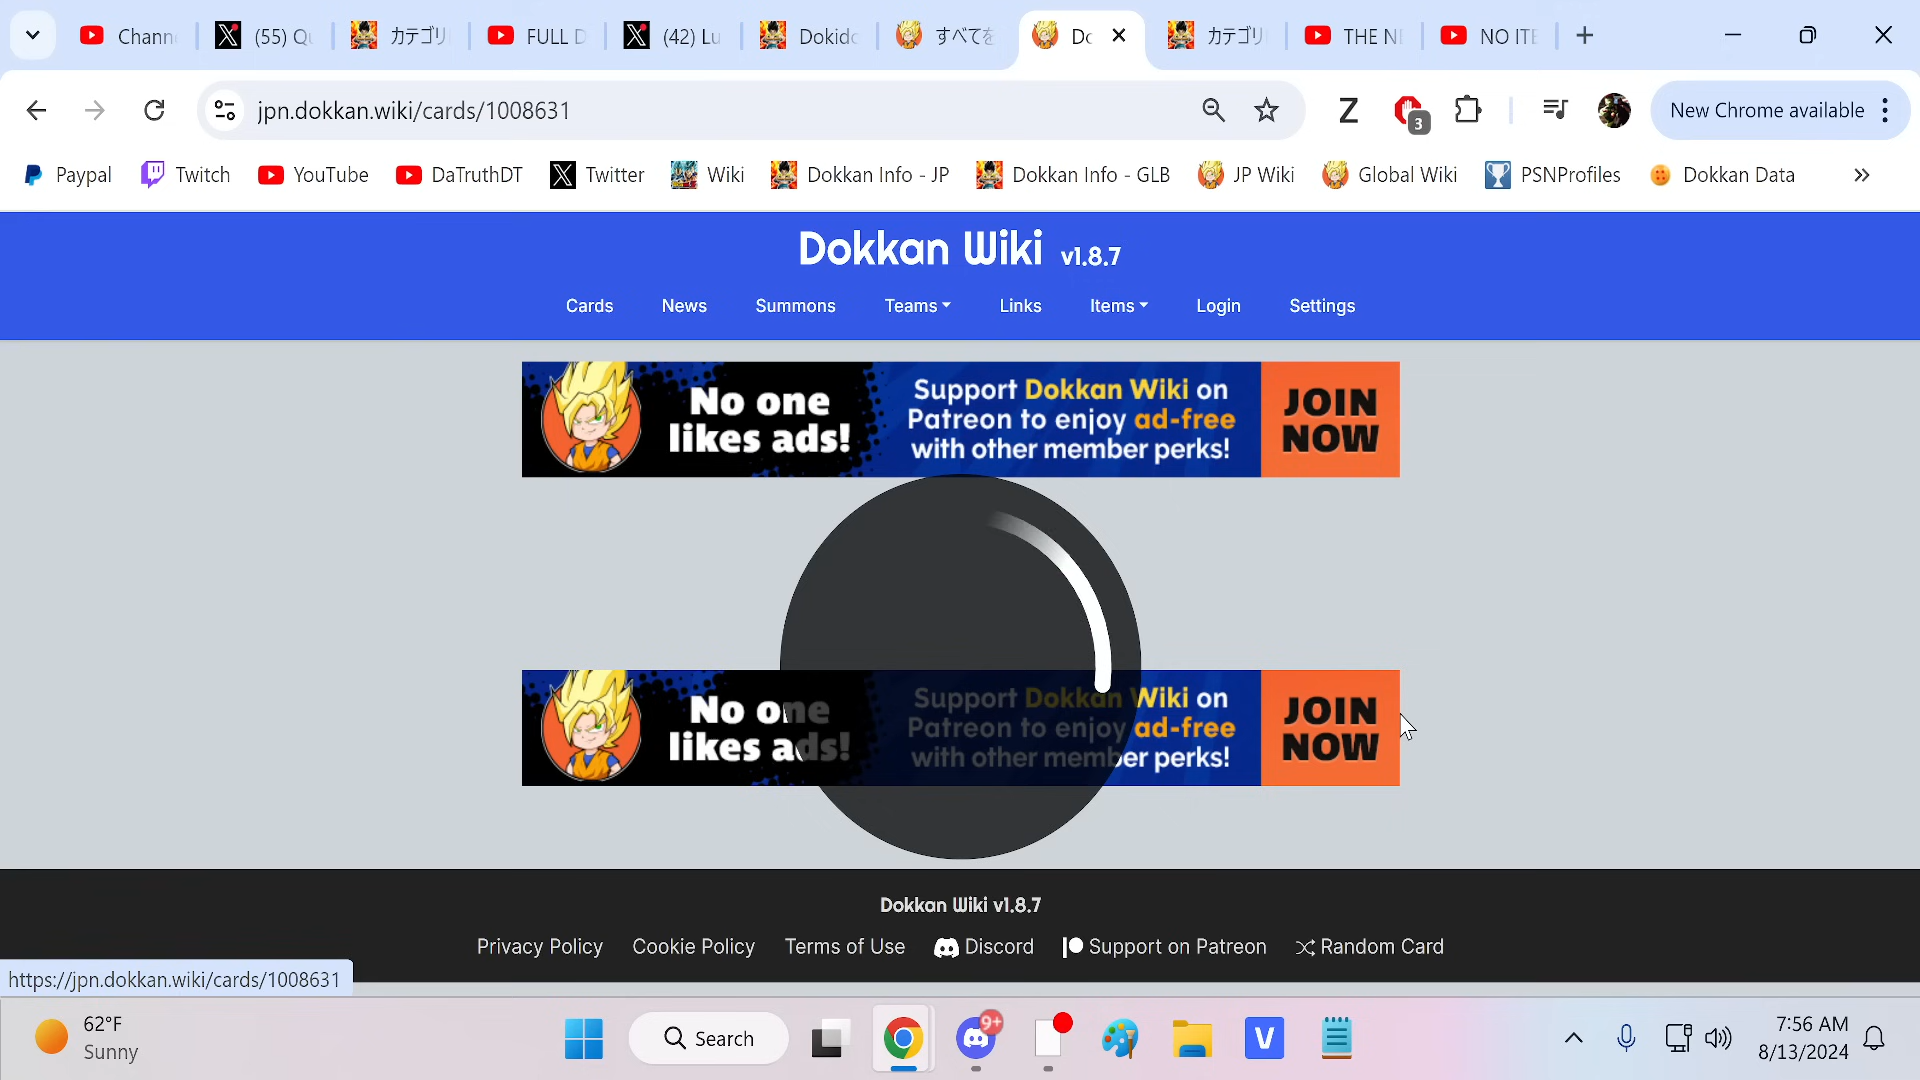 Chann
(55) Qu
カテゴリ
FULL D
(42) Lu
Dokido
すべてを
Do
カテゴリ
THE NE
NO ITE
jpn.dokkan.wiki/cards/1008631
Z
3
New Chrome available
Paypal
Twitch
YouTube
DaTruthDT
Twitter
Wiki
Dokkan Info - JP
Dokkan Info - GLB
JP Wiki
Global Wiki
PSNProfiles
Dokkan Data
»
Dokkan Wiki v1.8.7
Cards
News
Summons
Teams
Links
Items
Login
Settings
No one
likes ads!
Support Dokkan Wiki on
Patreon to enjoy ad-free
with other member perks!
JOIN
NOW
No one
likes ads!
Support Dokkan Wiki on
Patreon to enjoy ad-free
with other member perks!
JOIN
NOW
Dokkan Wiki v1.8.7
Privacy Policy
Cookie Policy
Terms of Use
Discord
Support on Patreon
Random Card
https://jpn.dokkan.wiki/cards/1008631
62°F
Sunny
Search
9+
V
7:56 AM
8/13/2024